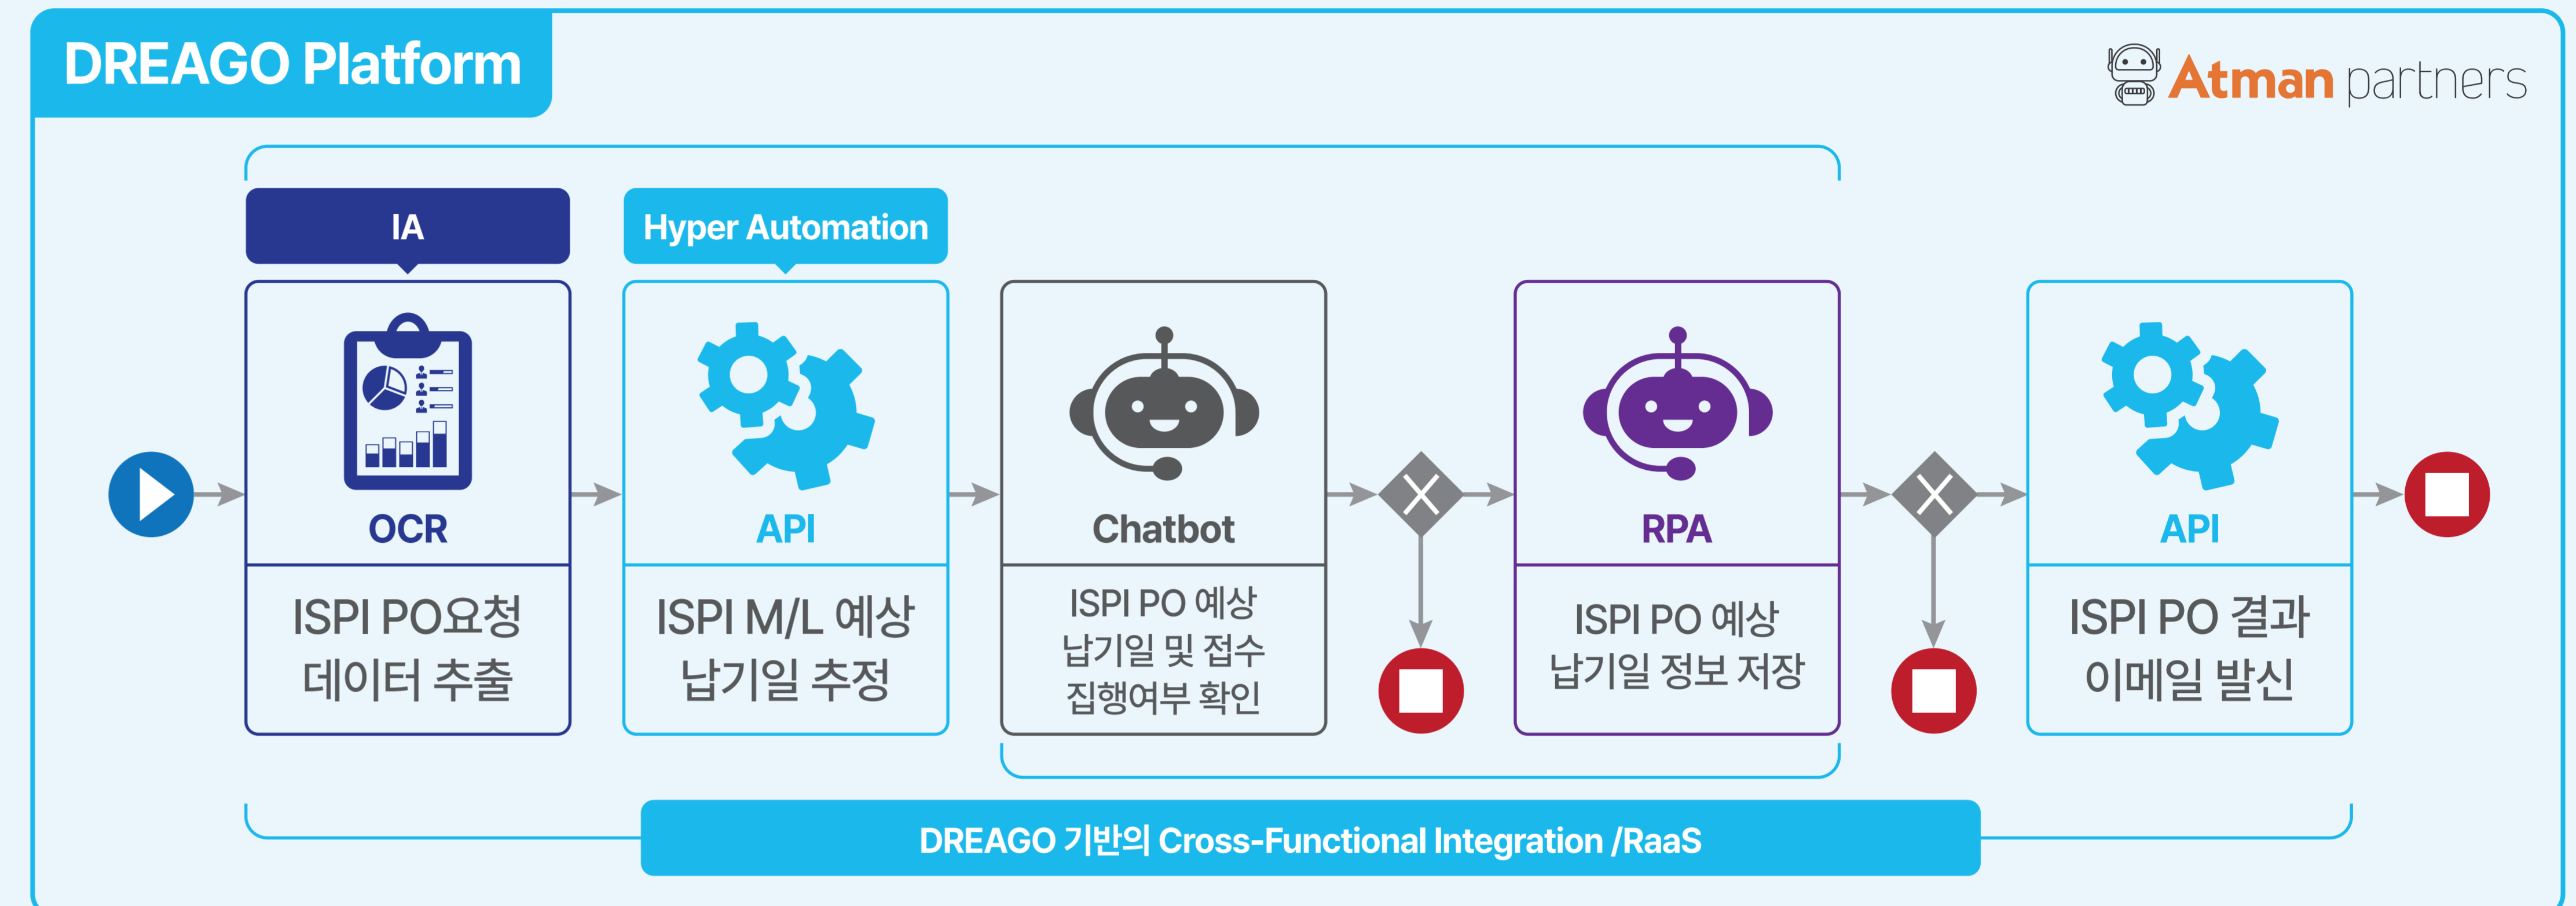 DREAGO Platform
Atman partners
IA
Hyper Automation
OCR
ISPI PO요청
데이터 추출
API
ISPI M/L 예상
납기일 추정
Chatbot
ISPI PO 예상
납기일 및 접수
집행여부 확인
RPA
ISPI PO 예상
납기일 정보 저장
API
ISPI PO 결과
이메일 발신
DREAGO 기반의 Cross-Functional Integration /RaaS